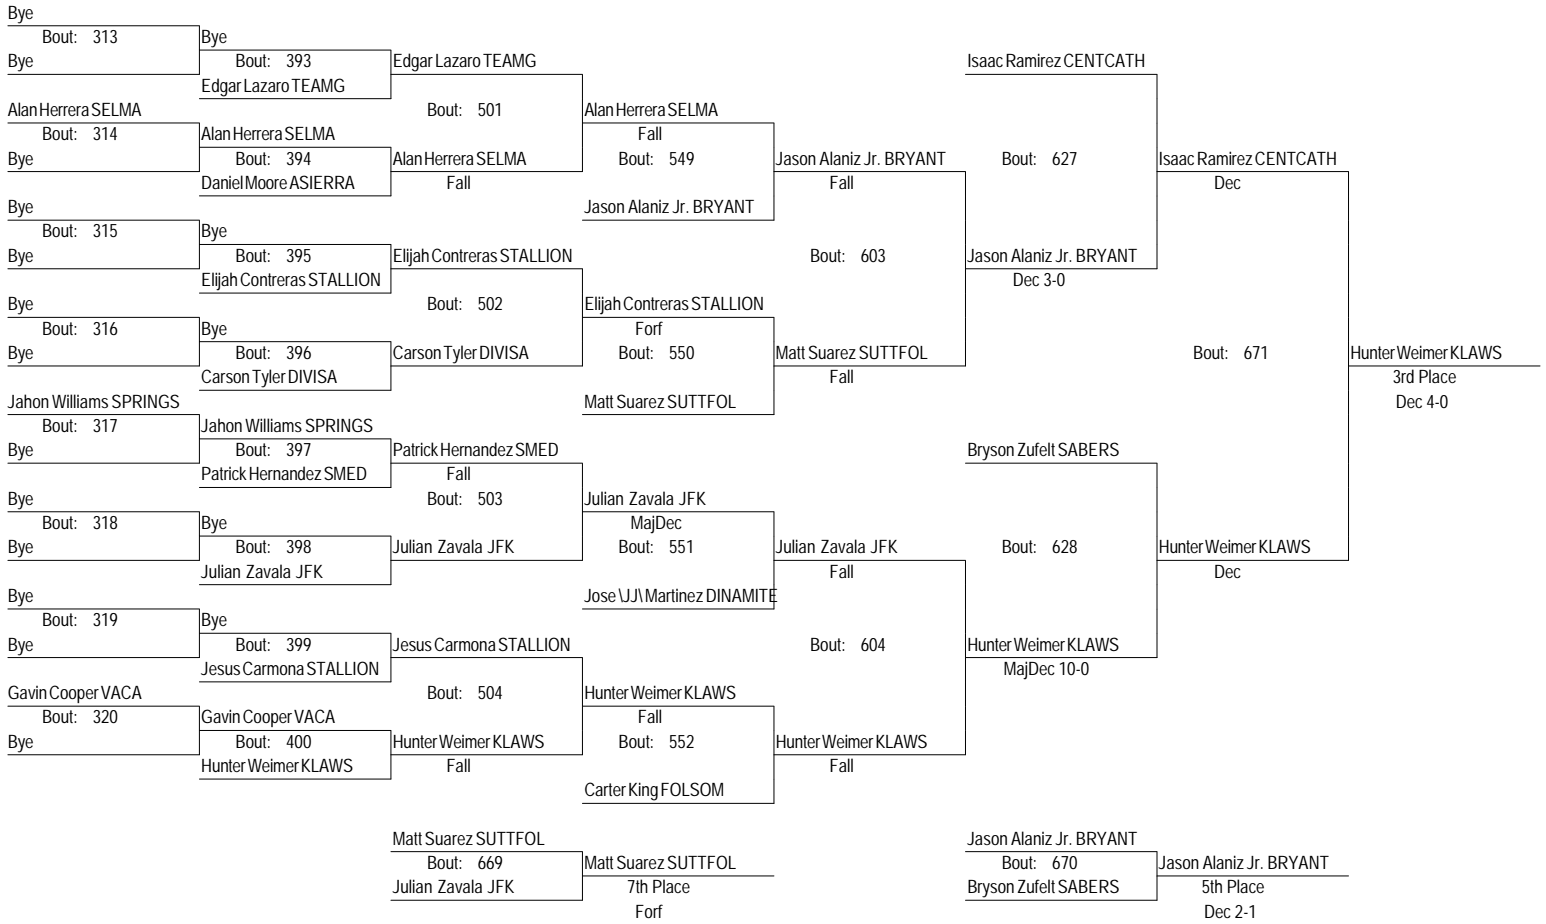 Bye
Bout: 313
Bye
Bye
Bout: 393
Edgar Lazaro TEAMG
Edgar Lazaro TEAMG
Isaac Ramirez CENTCATH
Alan Herrera SELMA
Bout: 314
Bye
Alan Herrera SELMA
Bout: 394
Daniel Moore ASIERRA
Bout: 501
Alan Herrera SELMA
Fall
Alan Herrera SELMA
Fall
Bout: 549
Jason Alaniz Jr. BRYANT
Jason Alaniz Jr. BRYANT
Fall
Bout: 627
Isaac Ramirez CENTCATH
Dec
Bye
Bout: 315
Bye
Bye
Bout: 395
Elijah Contreras STALLION
Elijah Contreras STALLION
Bout: 603
Jason Alaniz Jr. BRYANT
Dec 3-0
Bye
Bout: 316
Bye
Bye
Bout: 396
Carson Tyler DIVISA
Bout: 502
Carson Tyler DIVISA
Elijah Contreras STALLION
Forf
Bout: 550
Matt Suarez SUTTFOL
Matt Suarez SUTTFOL
Fall
Bout: 671
Hunter Weimer KLAWS
3rd Place
Dec 4-0
Jahon Williams SPRINGS
Bout: 317
Bye
Jahon Williams SPRINGS
Bout: 397
Patrick Hernandez SMED
Patrick Hernandez SMED
Fall
Bryson Zufelt SABERS
Bye
Bout: 318
Bye
Bye
Bout: 398
Julian Zavala JFK
Bout: 503
Julian Zavala JFK
Julian Zavala JFK
MajDec
Bout: 551
Jose \JJ\ Martinez DINAMITE
Julian Zavala JFK
Fall
Bout: 628
Hunter Weimer KLAWS
Dec
Bye
Bout: 319
Bye
Bye
Bout: 399
Jesus Carmona STALLION
Jesus Carmona STALLION
Bout: 604
Hunter Weimer KLAWS
MajDec 10-0
Gavin Cooper VACA
Bout: 320
Bye
Gavin Cooper VACA
Bout: 400
Hunter Weimer KLAWS
Bout: 504
Hunter Weimer KLAWS
Fall
Hunter Weimer KLAWS
Fall
Bout: 552
Carter King FOLSOM
Hunter Weimer KLAWS
Fall
Matt Suarez SUTTFOL
Bout: 669
Julian Zavala JFK
Matt Suarez SUTTFOL
7th Place
Forf
Jason Alaniz Jr. BRYANT
Bout: 670
Bryson Zufelt SABERS
Jason Alaniz Jr. BRYANT
5th Place
Dec 2-1